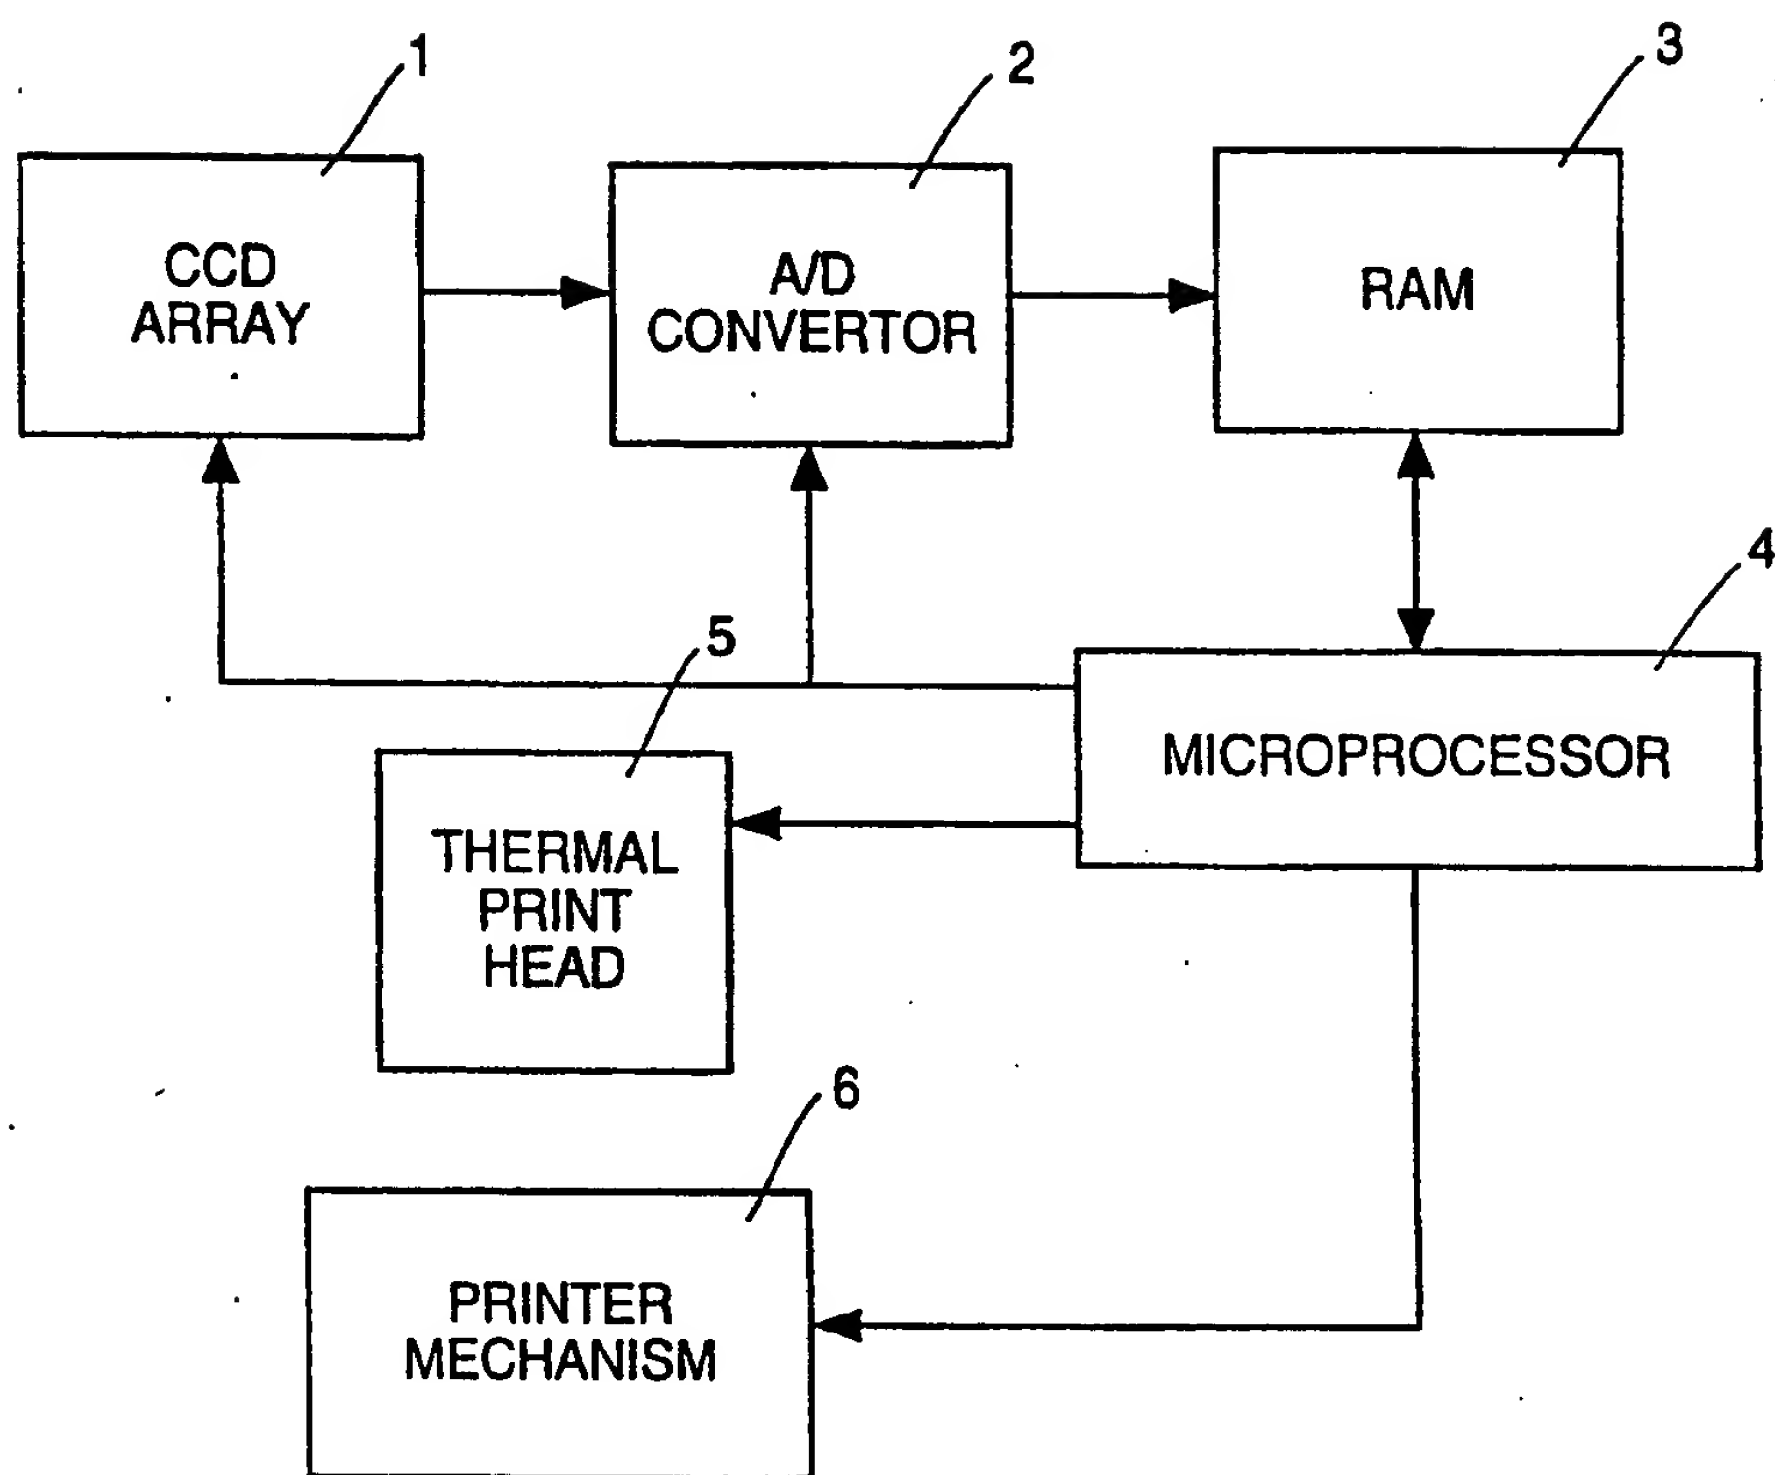 1
2
3
CCD
ARRAY
A/D
CONVERTOR
RAM
4
5
MICROPROCESSOR
THERMAL
PRINT
HEAD
6
PRINTER
MECHANISM